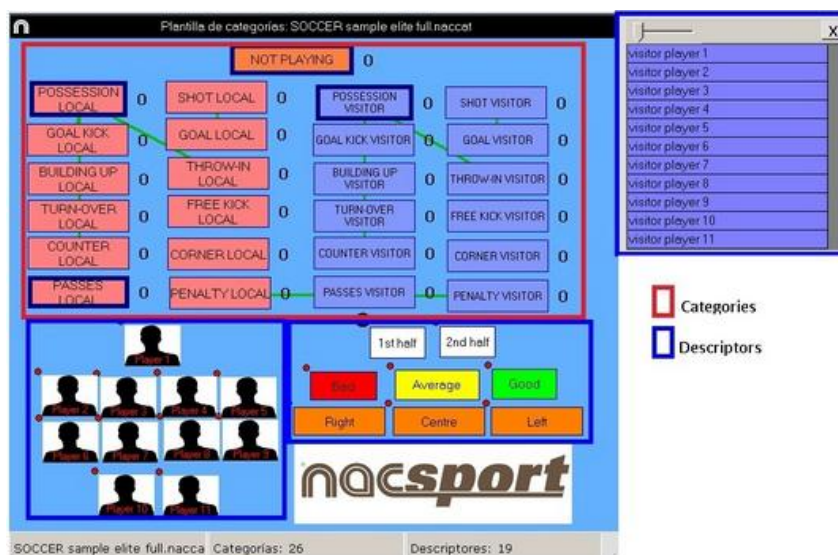 Plantilla de categorías: SOCCER sample elite full.naccat
NOT PLAYING 0
POSSESSION LOCAL 0
SHOT LOCAL 0
POSSESSION VISITOR 0
SHOT VISITOR 0
GOAL KICK LOCAL 0
GOAL LOCAL 0
GOAL KICK VISITOR 0
GOAL VISITOR 0
BUILDING UP LOCAL 0
THROW-IN LOCAL 0
BUILDING UP VISITOR 0
THROW-IN VISITOR 0
TURN-OVER LOCAL 0
FREE KICK LOCAL 0
TURN-OVER VISITOR 0
FREE KICK VISITOR 0
COUNTER LOCAL 0
CORNER LOCAL 0
COUNTER VISITOR 0
CORNER VISITOR 0
PASSES LOCAL 0
PENALTY LOCAL 0
PASSES VISITOR 0
PENALTY VISITOR 0
Player 1
Player 2
Player 3
Player 4
Player 5
Player 6
Player 7
Player 8
Player 9
Player 10
Player 11
1st half
2nd half
Bad
Average
Good
Right
Centre
Left
nacsport
SOCCER sample elite full.nacca
Categorías: 26
Descriptores: 19
X
visitor player 1
visitor player 2
visitor player 3
visitor player 4
visitor player 5
visitor player 6
visitor player 7
visitor player 8
visitor player 9
visitor player 10
visitor player 11
Categories
Descriptors